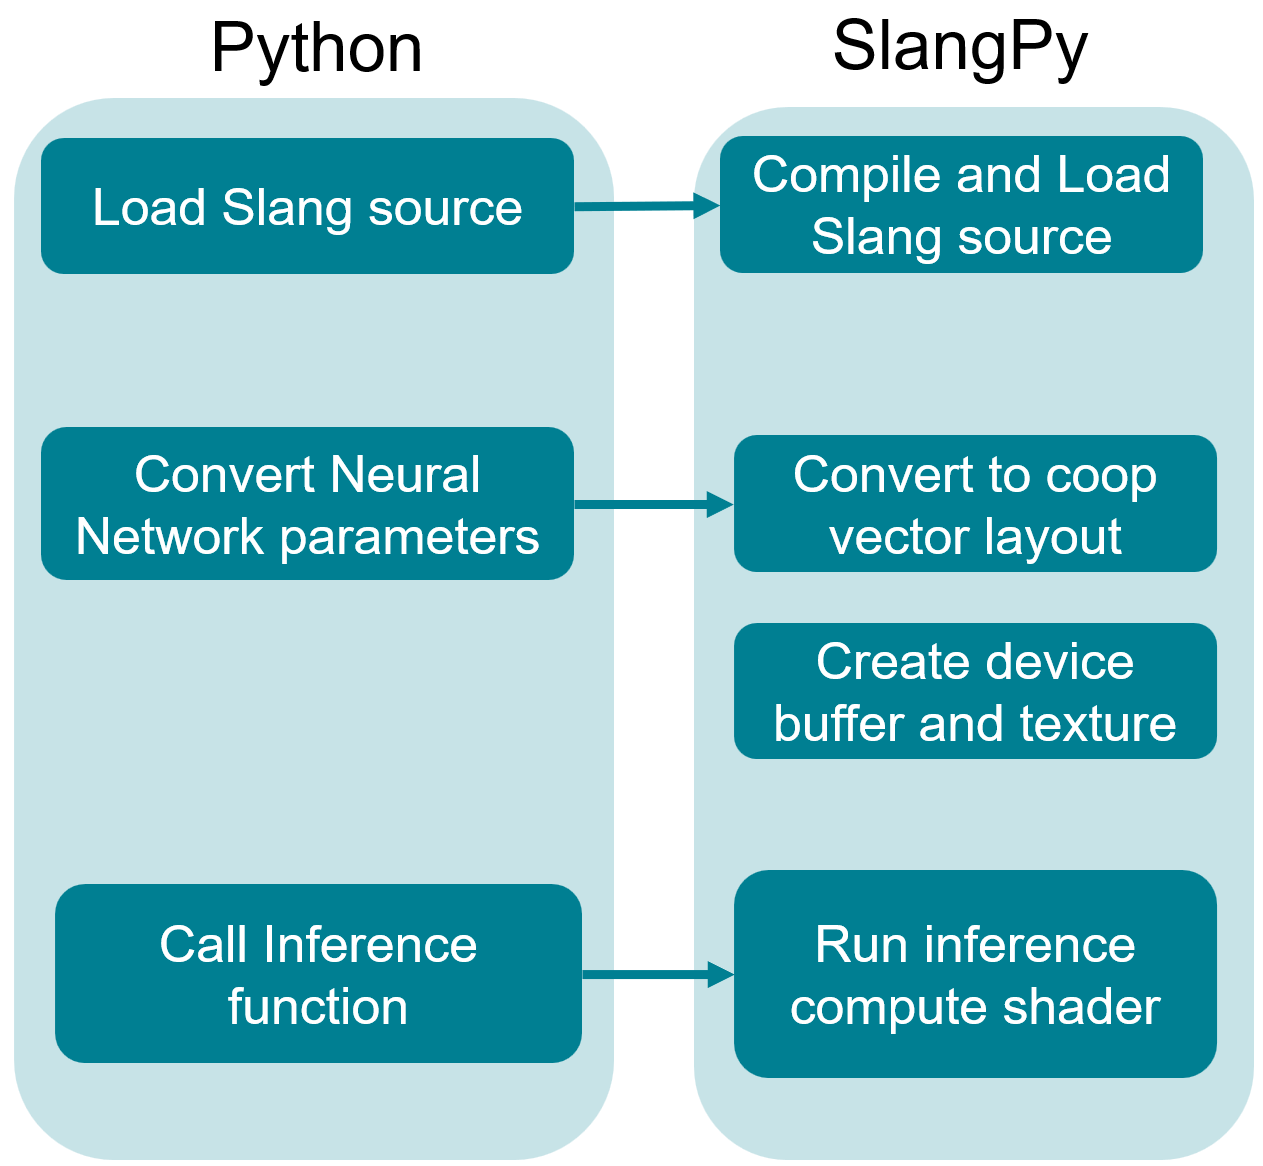 Python
SlangPy
Load Slang source
Compile and Load
Slang source
Convert Neural
Network parameters
Convert to coop
vector layout
Create device
buffer and texture
Call Inference
function
Run inference
compute shader